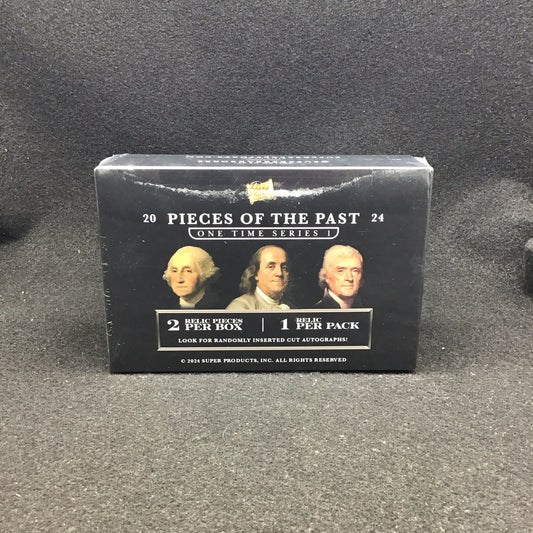 20 PIECES OF THE PAST 24
ONE TIME SERIES 1
2 RELIC PIECES PER BOX | 1 RELIC PER PACK
LOOK FOR RANDOMLY INSERTED CUT AUTOGRAPHS!
© 2024 SUPER PRODUCTS, INC. ALL RIGHTS RESERVED